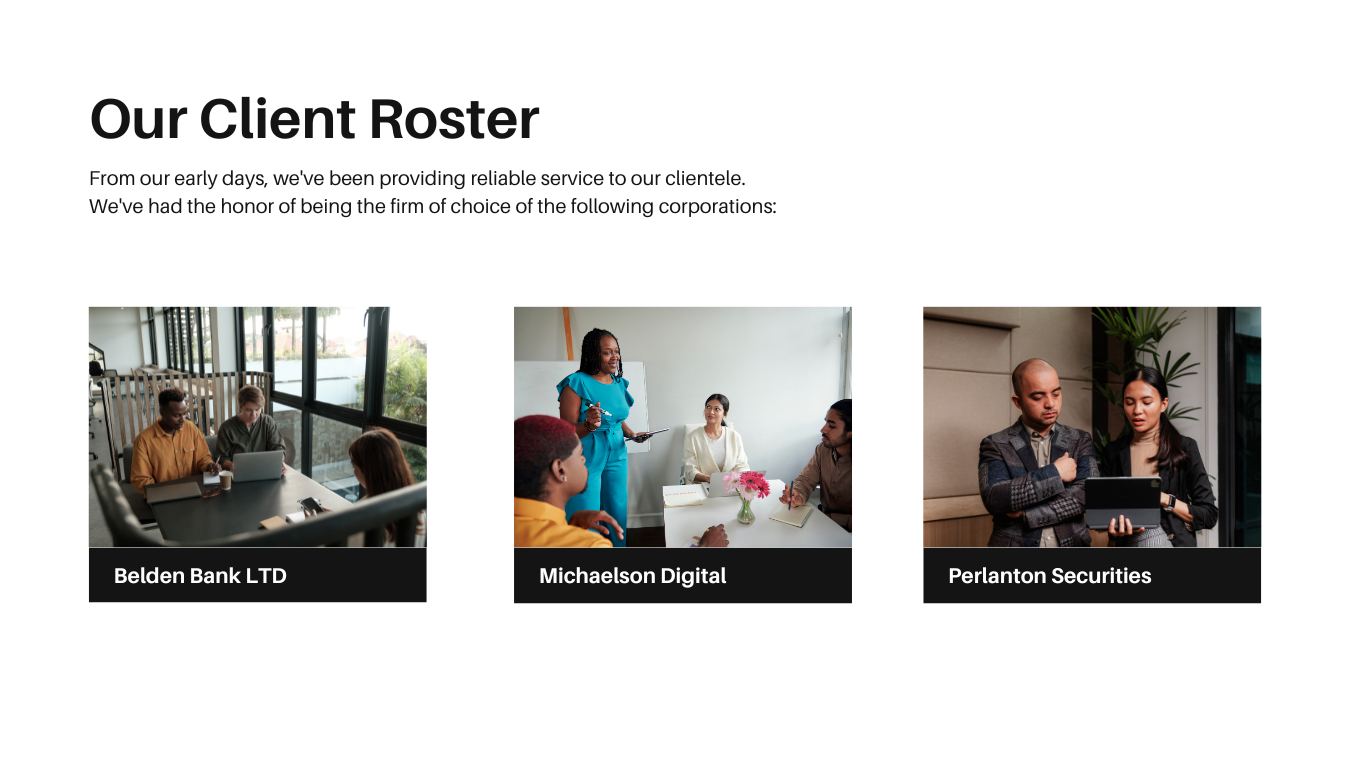 Our Client Roster
From our early days, we've been providing reliable service to our clientele.
We've had the honor of being the firm of choice of the following corporations:
Belden Bank LTD
Michaelson Digital
Perlanton Securities